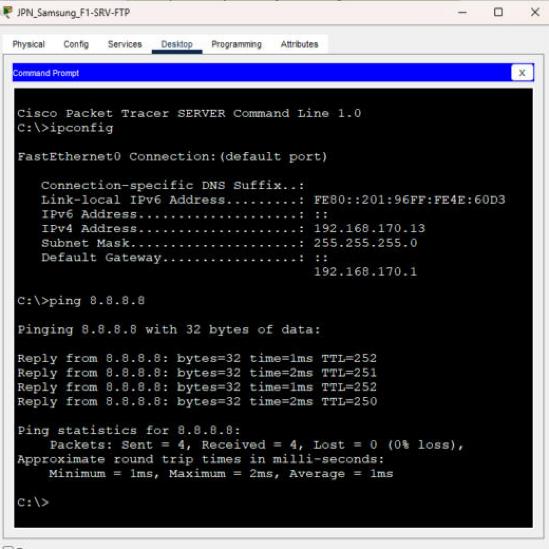 JPN_Samsung_F1-SRV-FTP
Physical Config Services Desktop Programming Attributes
Command Prompt
X
Cisco Packet Tracer SERVER Command Line 1.0
C:\>ipconfig
FastEthernet0 Connection:(default port)
Connection-specific DNS Suffix..:
Link-local IPv6 Address.........: FE80::201:96FF:FE4E:60D3
IPv6 Address....................: ::
IPv4 Address....................: 192.168.170.13
Subnet Mask.....................: 255.255.255.0
Default Gateway.................: ::
192.168.170.1
C:\>ping 8.8.8.8
Pinging 8.8.8.8 with 32 bytes of data:
Reply from 8.8.8.8: bytes=32 time=1ms TTL=252
Reply from 8.8.8.8: bytes=32 time=2ms TTL=251
Reply from 8.8.8.8: bytes=32 time=1ms TTL=252
Reply from 8.8.8.8: bytes=32 time=2ms TTL=250
Ping statistics for 8.8.8.8:
Packets: Sent = 4, Received = 4, Lost = 0 (0% loss),
Approximate round trip times in milli-seconds:
Minimum = 1ms, Maximum = 2ms, Average = 1ms
C:\>